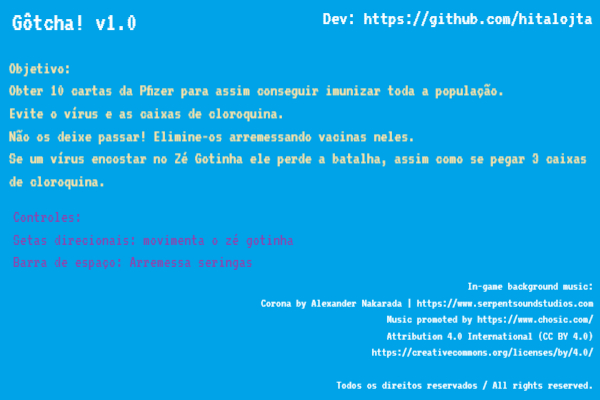 Gôtcha! v1.0
Dev: https://github.com/hitalojta
Objetivo:
Obter 10 cartas da Pfizer para assim conseguir imunizar toda a população.
Evite o vírus e as caixas de cloroquina.
Não os deixe passar! Elimine-os arremessando vacinas neles.
Se um vírus encostar no Zé Gotinha ele perde a batalha, assim como se pegar 3 caixas
de cloroquina.
Controles:
Setas direcionais: movimenta o zé gotinha
Barra de espaço: Arremessa seringas
In-game background music:
Corona by Alexander Nakarada | https://www.serpentsoundstudios.com
Music promoted by https://www.chosic.com/
Attribution 4.0 International (CC BY 4.0)
https://creativecommons.org/licenses/by/4.0/
Todos os direitos reservados / All rights reserved.